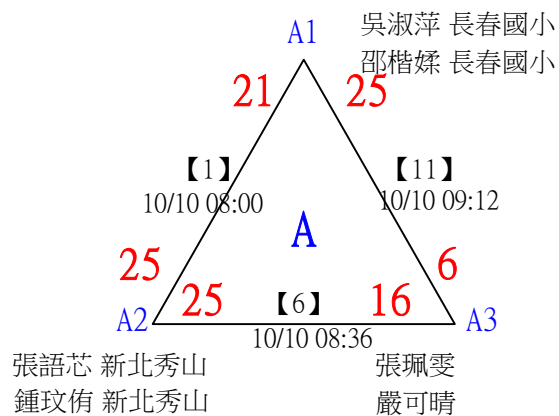 A1
吳淑萍 長春國小
邵楷媃 長春國小
21
25
【1】
10/10 08:00
【11】
10/10 09:12
A
25
6
25
【6】
16
A2
10/10 08:36
A3
張語芯 新北秀山
鍾玟侑 新北秀山
張珮雯
嚴可晴